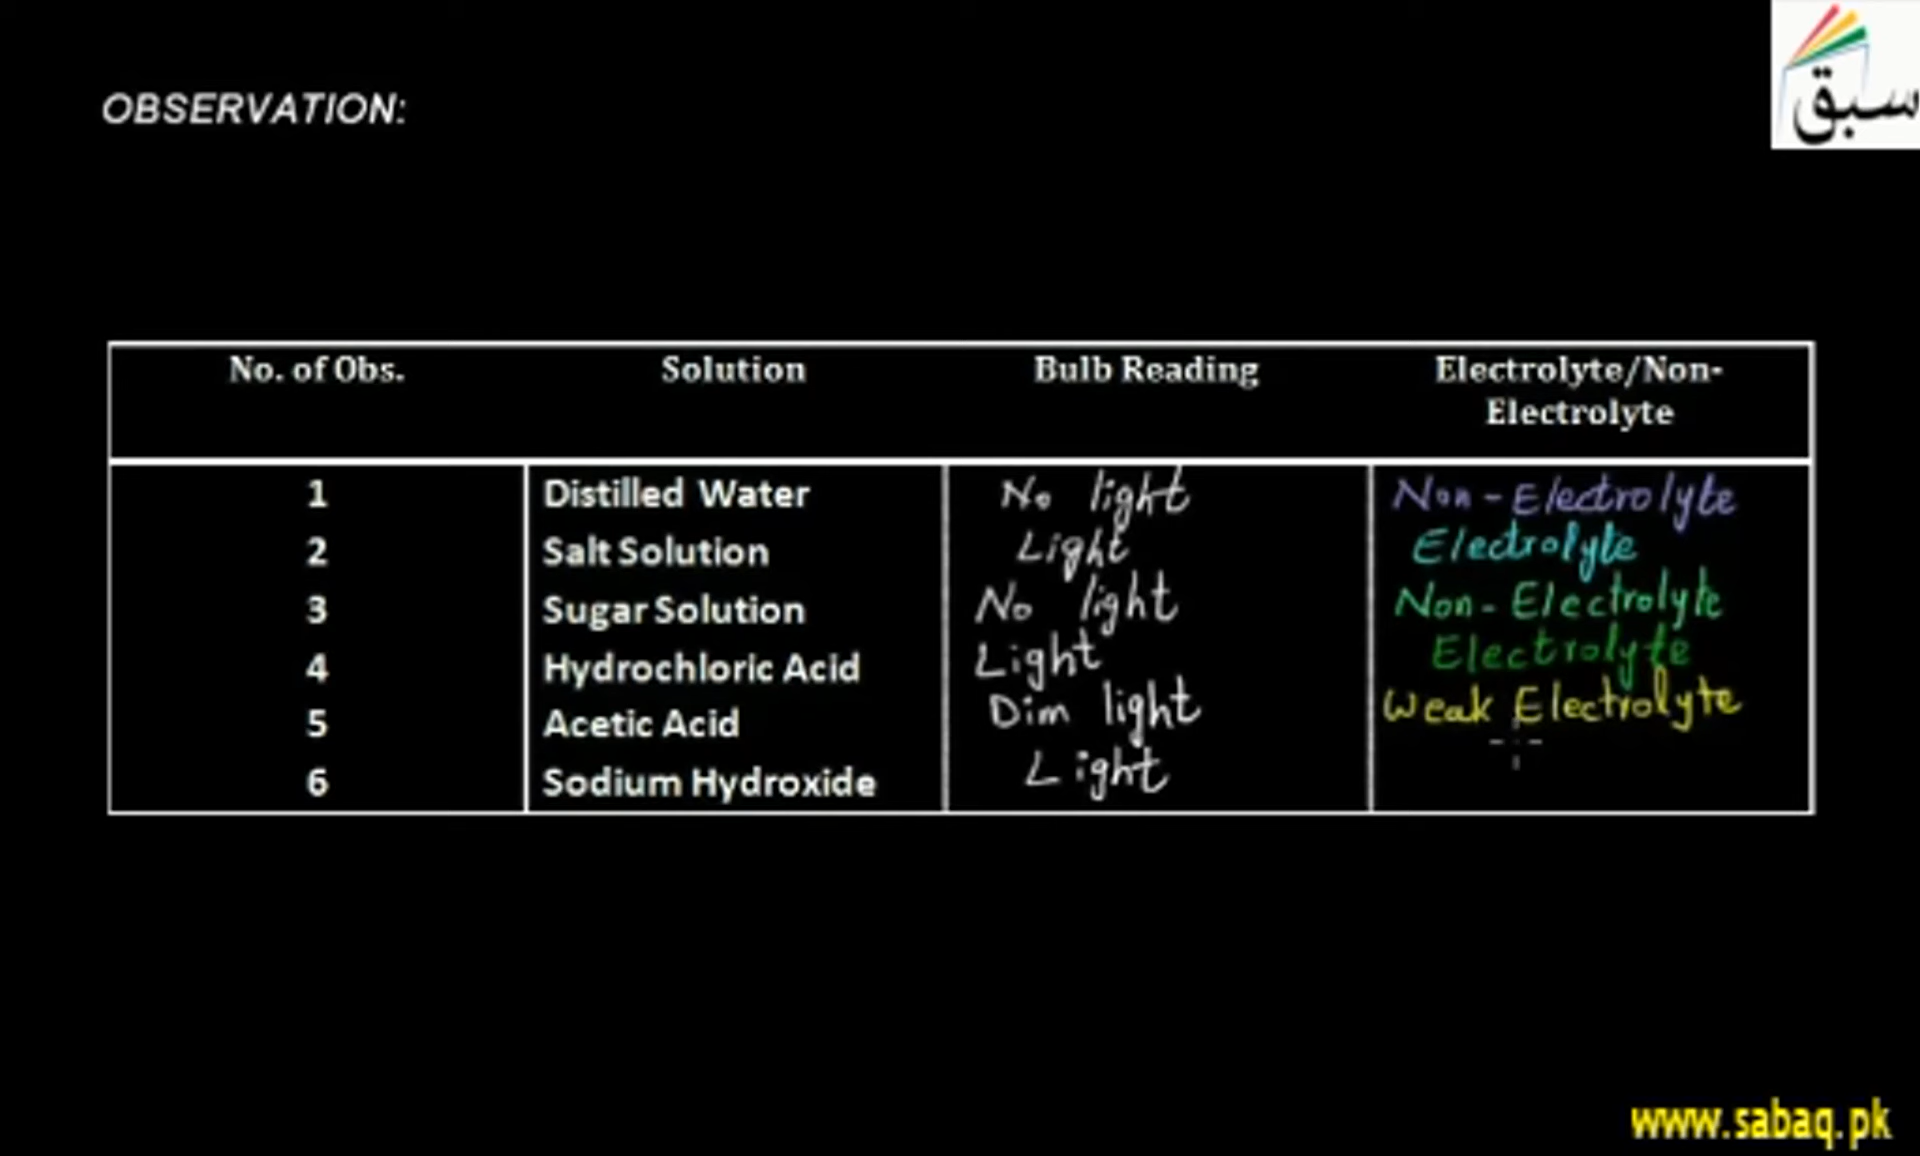 سبق
OBSERVATION:
No. of Obs. Solution Bulb Reading Electrolyte/Non-
Electrolyte
1 Distilled Water No light Non-Electrolyte
2 Salt Solution Light Electrolyte
3 Sugar Solution No light Non-Electrolyte
4 Hydrochloric Acid Light Electrolyte
5 Acetic Acid Dim light Weak Electrolyte
6 Sodium Hydroxide Light
www.sabaq.pk